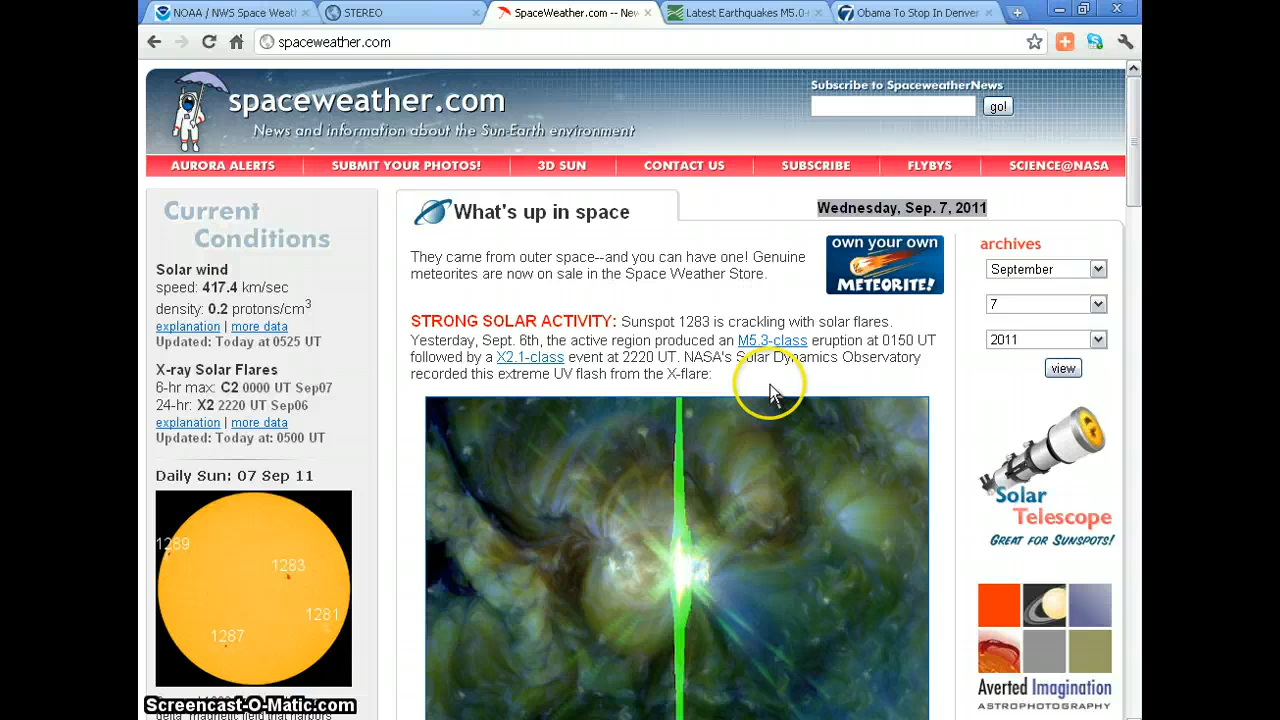 NOAA / NWS Space Weat
STEREO
SpaceWeather.com -- New
Latest Earthquakes M5.0
Obama To Stop In Denver
spaceweather.com
spaceweather.com
News and information about the Sun-Earth environment
Subscribe to SpaceweatherNews
go!
AURORA ALERTS
SUBMIT YOUR PHOTOS!
3D SUN
CONTACT US
SUBSCRIBE
FLYBYS
SCIENCE@NASA
Current
Conditions
Solar wind
speed: 417.4 km/sec
density: 0.2 protons/cm3
explanation | more data
Updated: Today at 0525 UT
X-ray Solar Flares
6-hr max: C2 0000 UT Sep07
24-hr: X2 2220 UT Sep06
explanation | more data
Updated: Today at: 0500 UT
Daily Sun: 07 Sep 11
1289
1283
1281
1287
What's up in space
Wednesday, Sep. 7, 2011
They came from outer space--and you can have one! Genuine
meteorites are now on sale in the Space Weather Store.
own your own
METEORITE!
STRONG SOLAR ACTIVITY: Sunspot 1283 is crackling with solar flares.
Yesterday, Sept. 6th, the active region produced an M5.3-class eruption at 0150 UT
followed by a X2.1-class event at 2220 UT. NASA's Solar Dynamics Observatory
recorded this extreme UV flash from the X-flare:
archives
September
7
2011
view
Solar
Telescope
GREAT FOR SUNSPOTS!
Averted Imagination
ASTROPHOTOGRAPHY
Screencast-O-Matic.com